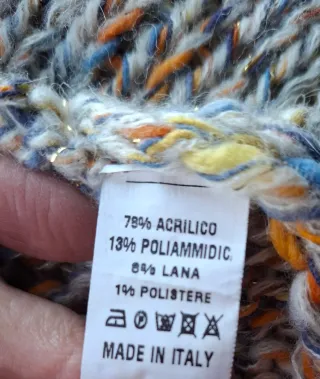 78% ACRILICO
13% POLIAMMIDIC
8% LANA
1% POLISTERE
MADE IN ITALY